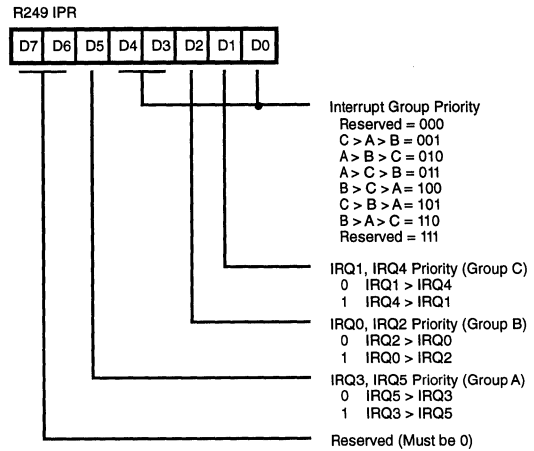 R249 IPR
D7 D6 D5 D4 D3 D2 D1 D0
Interrupt Group Priority
Reserved = 000
C > A > B = 001
A > B > C = 010
A > C > B = 011
B > C > A = 100
C > B > A = 101
B > A > C = 110
Reserved = 111
IRQ1, IRQ4 Priority (Group C)
0 IRQ1 > IRQ4
1 IRQ4 > IRQ1
IRQ0, IRQ2 Priority (Group B)
0 IRQ2 > IRQ0
1 IRQ0 > IRQ2
IRQ3, IRQ5 Priority (Group A)
0 IRQ5 > IRQ3
1 IRQ3 > IRQ5
Reserved (Must be 0)